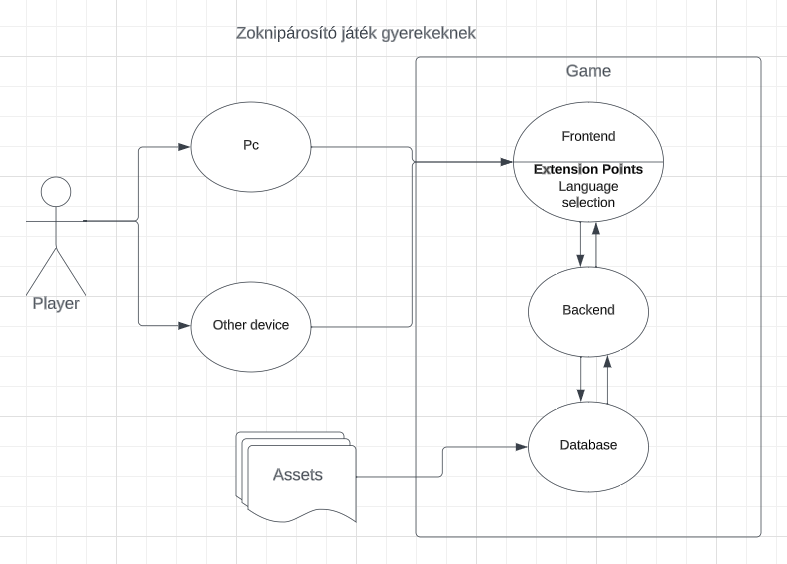 Zoknipárosító játék gyerekeknek
Game
Pc
Frontend
Extension Points
Language
selection
Player
Other device
Backend
Assets
Database